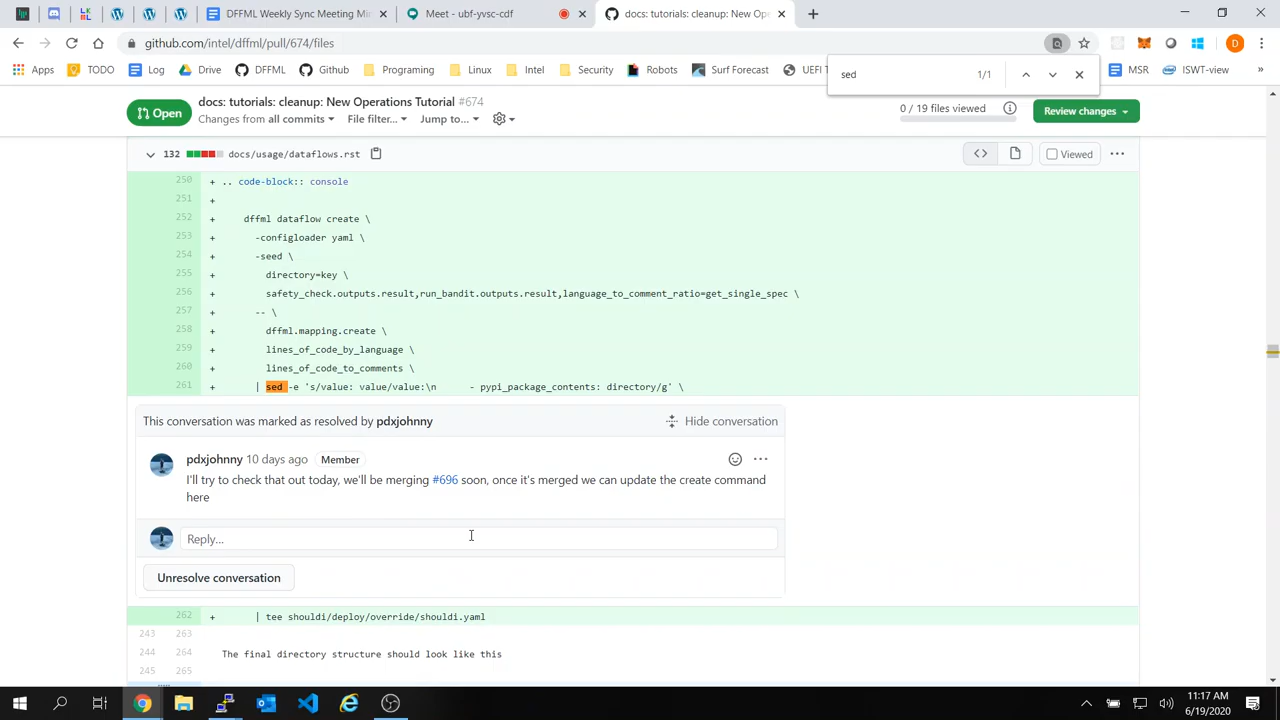 DFFML Weekly Sync Meeting Min
Meet - ubf-yvsc-cdf
docs: tutorials: cleanup: New Ope
github.com/intel/dffml/pull/674/files
D
Apps
TODO
Log
Drive
DFFML
Github
Programming
Linux
Intel
Security
Robots
Surf Forecast
UEFI T
MSR
ISWT-view
»
sed
1/1
Open
docs: tutorials: cleanup: New Operations Tutorial #674
Changes from all commits
File filter...
Jump to...
0 / 19 files viewed
Review changes
132
docs/usage/dataflows.rst
Viewed
250 + .. code-block:: console
251 +
252 + dffml dataflow create \
253 + -configloader yaml \
254 + -seed \
255 + directory=key \
256 + safety_check.outputs.result,run_bandit.outputs.result,language_to_comment_ratio=get_single_spec \
257 + -- \
258 + dffml.mapping.create \
259 + lines_of_code_by_language \
260 + lines_of_code_to_comments \
261 + | sed -e 's/value: value/value:\n      - pypi_package_contents: directory/g' \
This conversation was marked as resolved by pdxjohnny
Hide conversation
pdxjohnny 10 days ago Member
I'll try to check that out today, we'll be merging #696 soon, once it's merged we can update the create command
here
Reply...
Unresolve conversation
262 + | tee shouldi/deploy/override/shouldi.yaml
243 263
244 264 The final directory structure should look like this
245 265
11:17 AM
6/19/2020